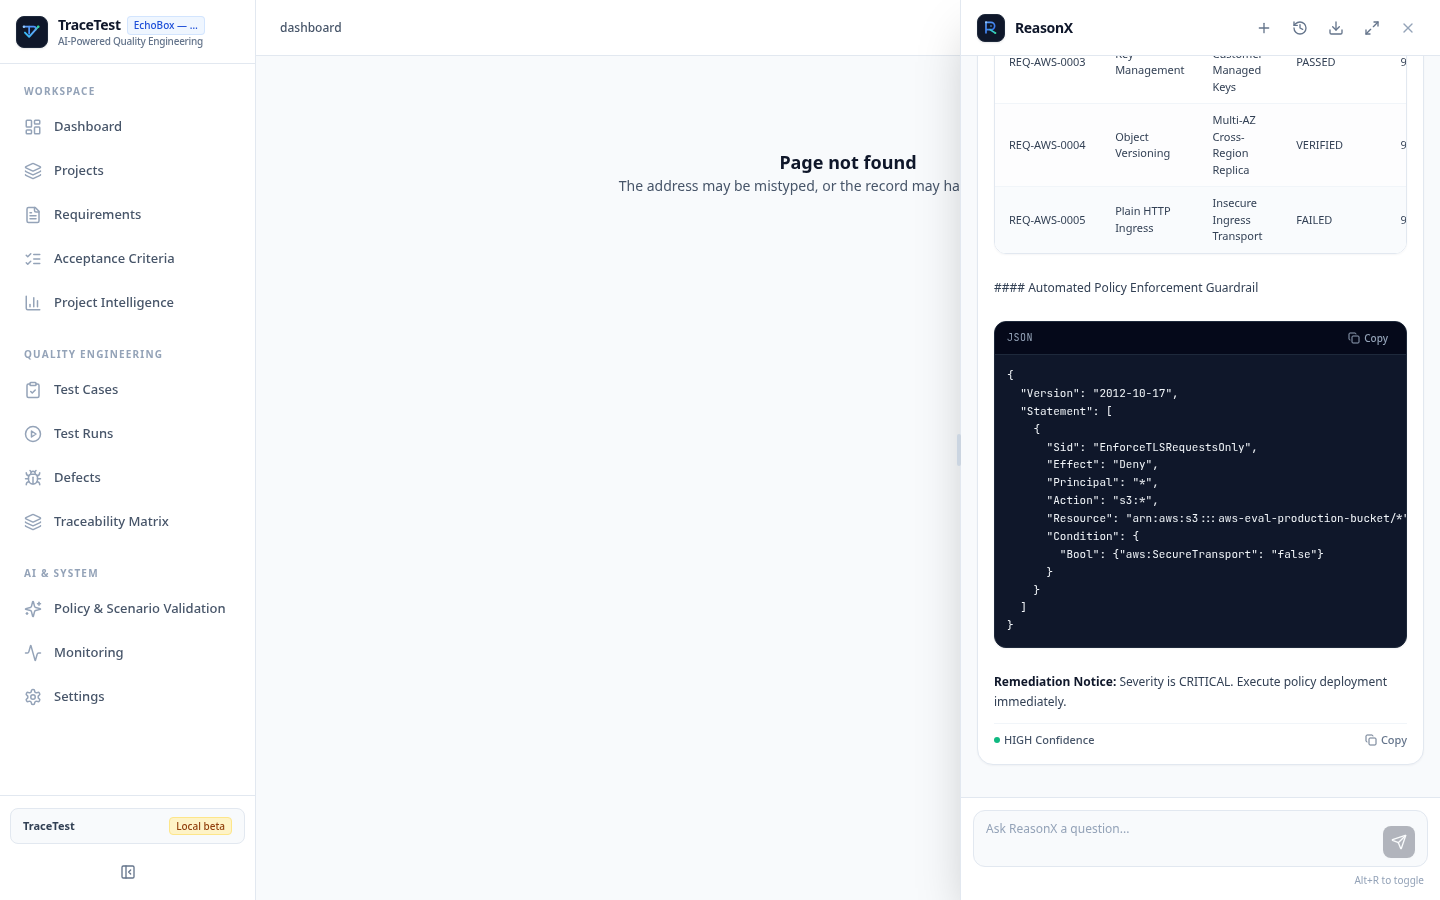 TraceTest
EchoBox — ...
AI-Powered Quality Engineering
WORKSPACE
Dashboard
Projects
Requirements
Acceptance Criteria
Project Intelligence
QUALITY ENGINEERING
Test Cases
Test Runs
Defects
Traceability Matrix
AI & SYSTEM
Policy & Scenario Validation
Monitoring
Settings
TraceTest
Local beta
dashboard
Page not found
The address may be mistyped, or the record may ha
ReasonX
REQ-AWS-0003
Key
Management
Customer
Managed
Keys
PASSED
9
REQ-AWS-0004
Object
Versioning
Multi-AZ
Cross-
Region
Replica
VERIFIED
9
REQ-AWS-0005
Plain HTTP
Ingress
Insecure
Ingress
Transport
FAILED
9
#### Automated Policy Enforcement Guardrail
JSON
Copy
{
"Version": "2012-10-17",
"Statement": [
{
"Sid": "EnforceTLSRequestsOnly",
"Effect": "Deny",
"Principal": "*",
"Action": "s3:*",
"Resource": "arn:aws:s3:::aws-eval-production-bucket/*"
"Condition": {
"Bool": {"aws:SecureTransport": "false"}
}
}
]
}
Remediation Notice: Severity is CRITICAL. Execute policy deployment
immediately.
HIGH Confidence
Copy
Ask ReasonX a question...
Alt+R to toggle